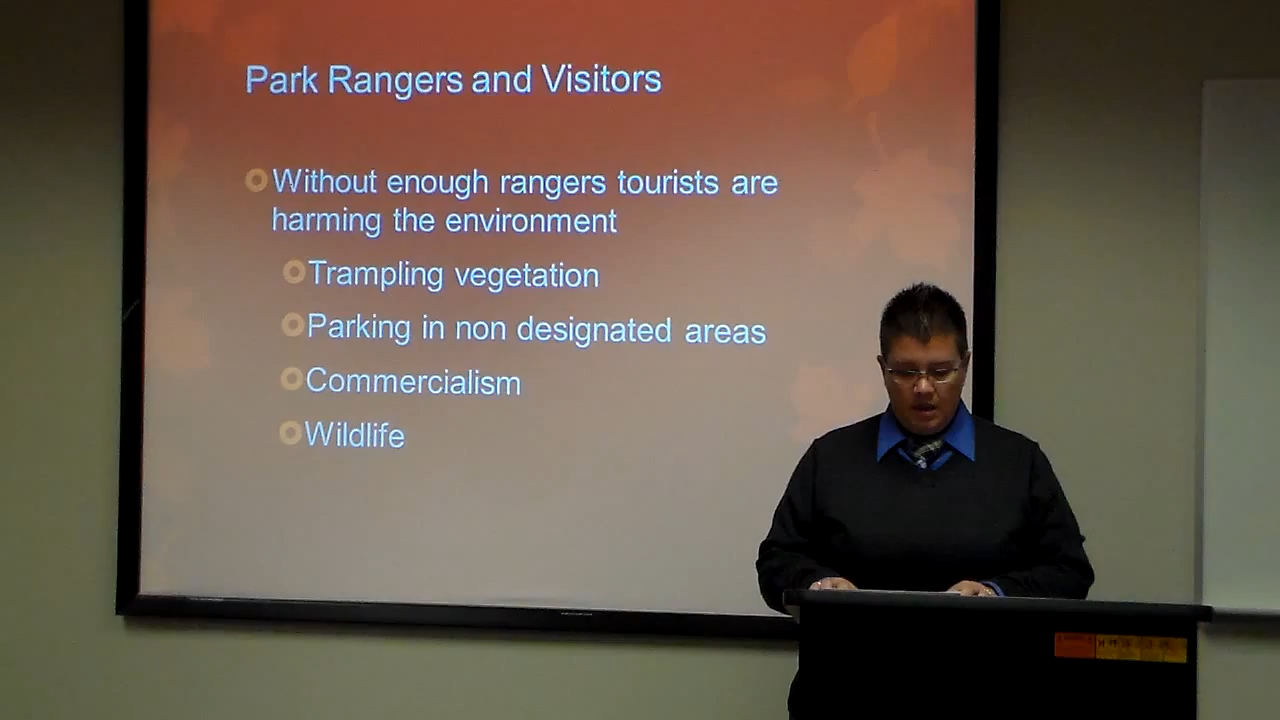 Park Rangers and Visitors
Without enough rangers tourists are
harming the environment
Trampling vegetation
Parking in non designated areas
Commercialism
Wildlife